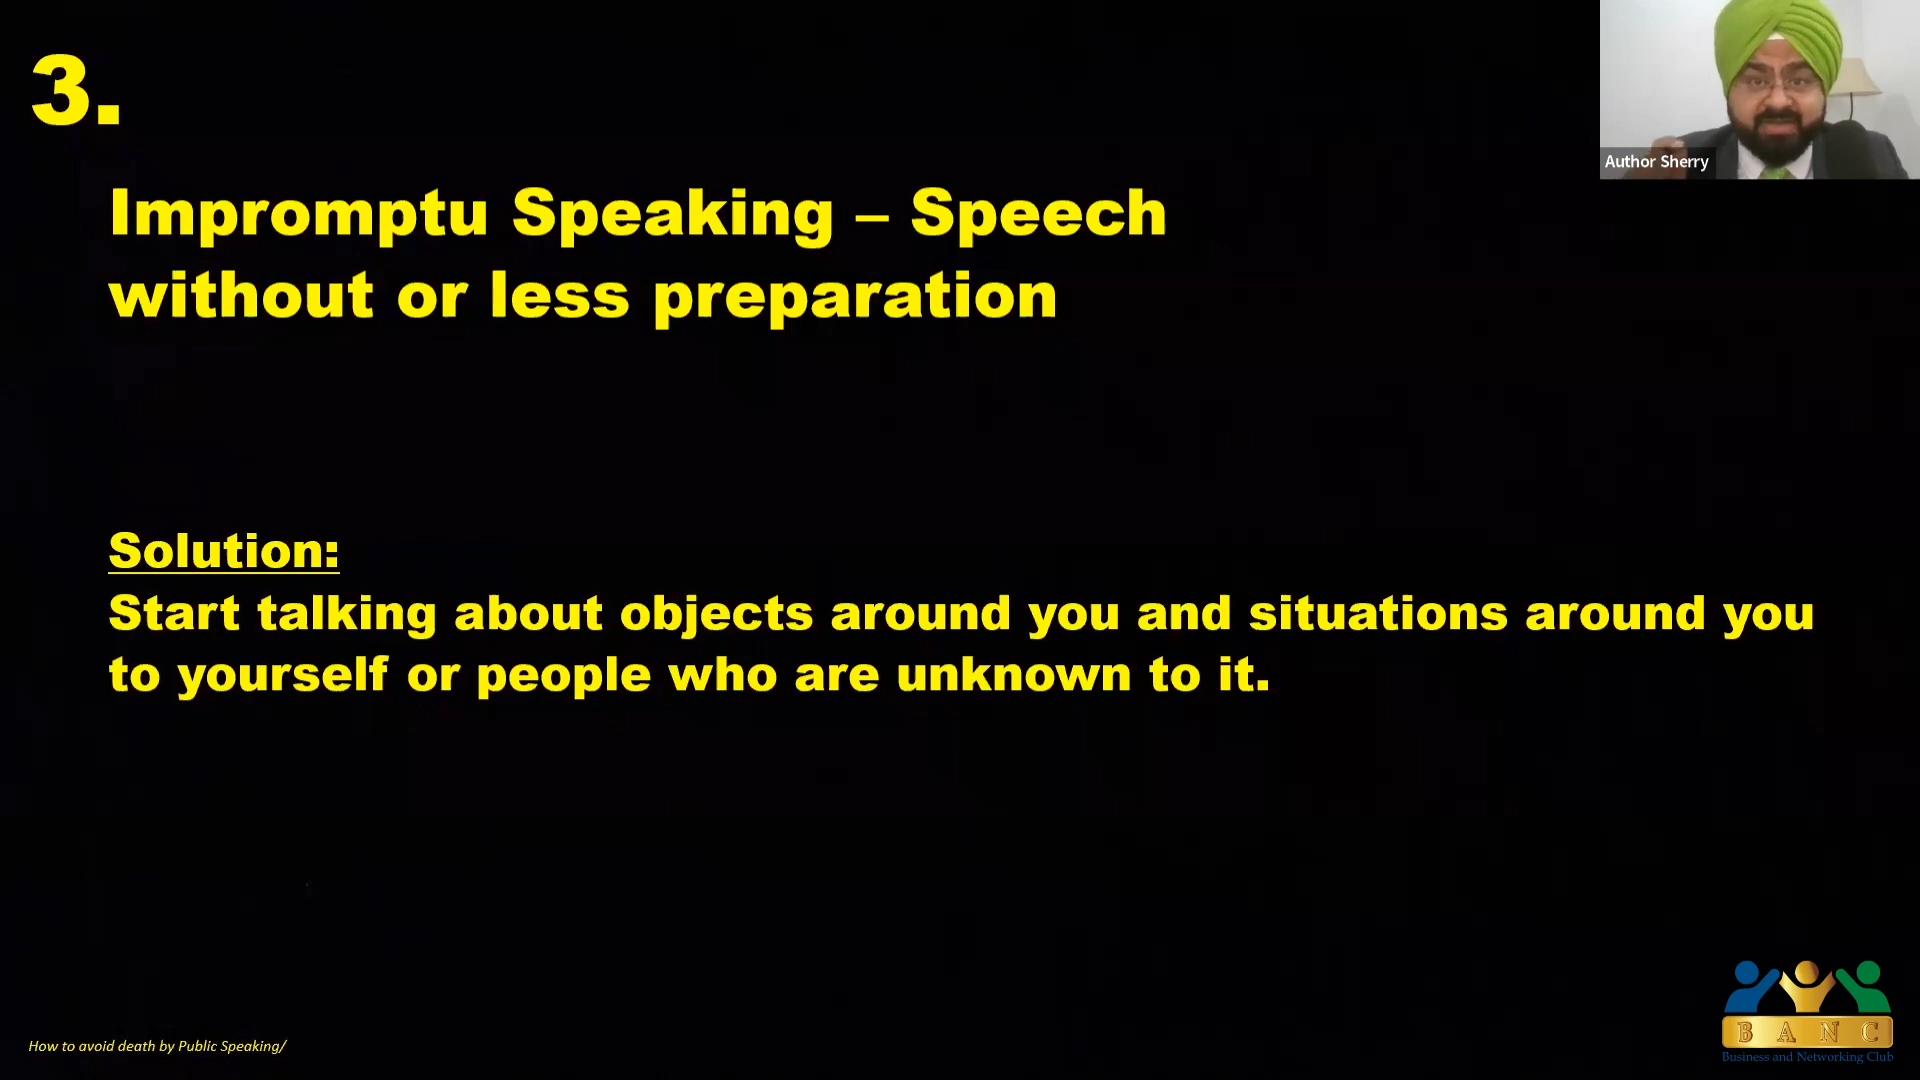 3.
Author Sherry
Impromptu Speaking – Speech
without or less preparation
Solution:
Start talking about objects around you and situations around you
to yourself or people who are unknown to it.
How to avoid death by Public Speaking/
B A N C
Business and Networking Club